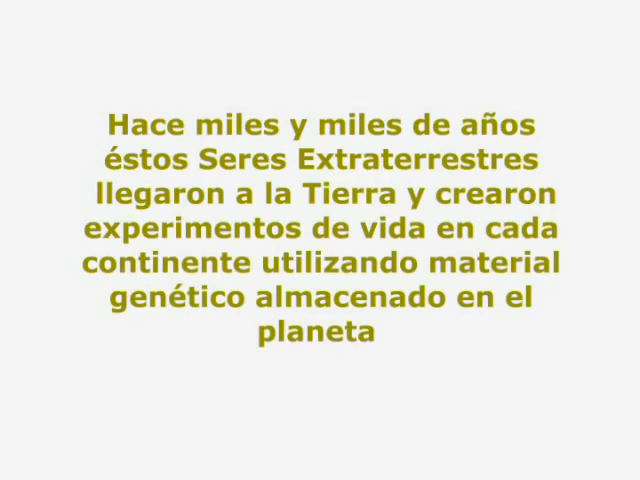 Hace miles y miles de años
éstos Seres Extraterrestres
llegaron a la Tierra y crearon
experimentos de vida en cada
continente utilizando material
genético almacenado en el
planeta